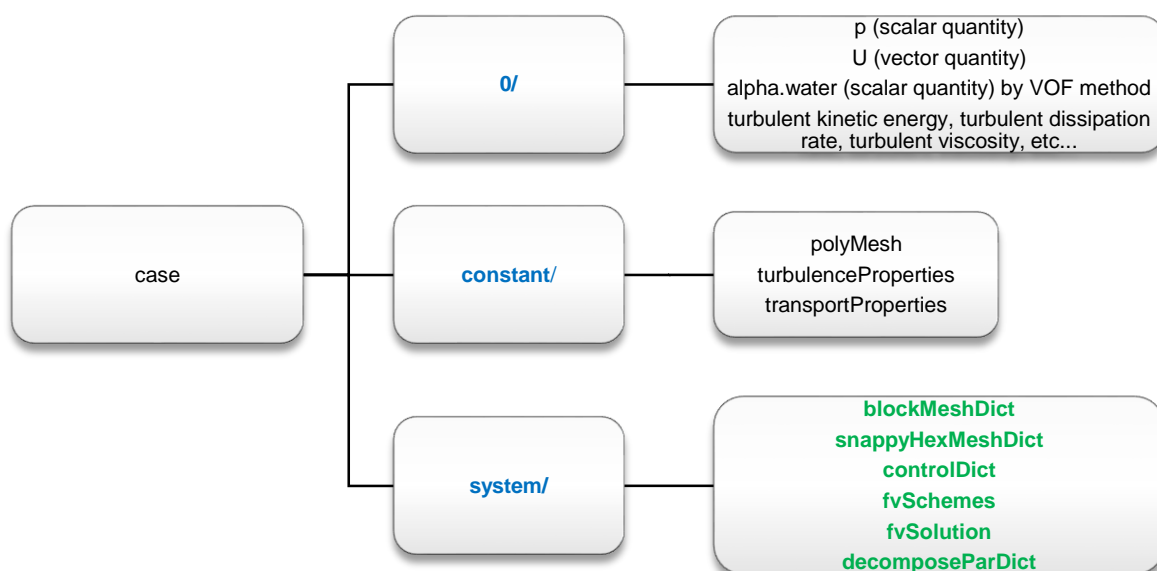 case
0/
p (scalar quantity)
U (vector quantity)
alpha.water (scalar quantity) by VOF method
turbulent kinetic energy, turbulent dissipation
rate, turbulent viscosity, etc...
constant/
polyMesh
turbulenceProperties
transportProperties
system/
blockMeshDict
snappyHexMeshDict
controlDict
fvSchemes
fvSolution
decomposeParDict